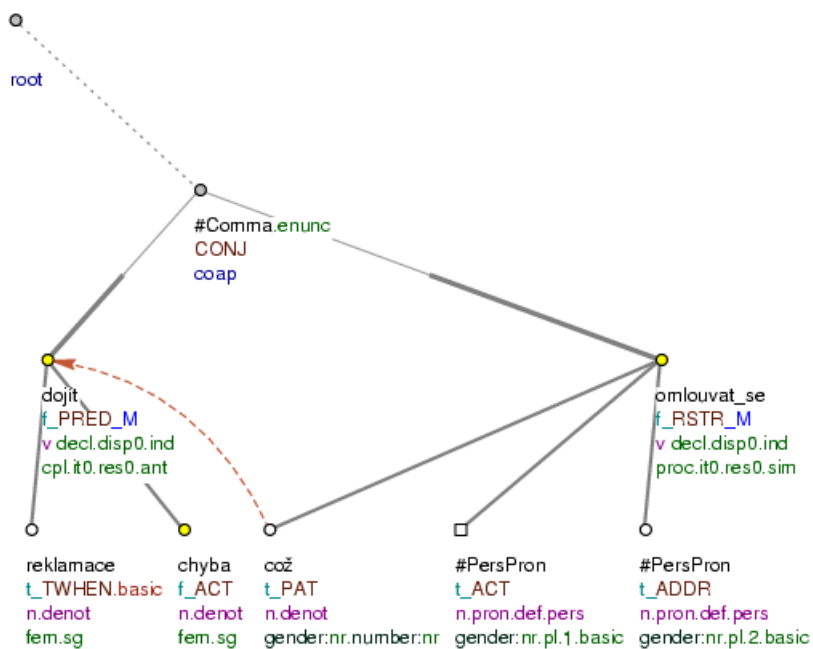 root
#Comma.enunc
CONJ
coap
dojít
f_PRED_M
v decl.disp0.ind
cpl.it0.res0.ant
omlouvat_se
f_RSTR_M
v decl.disp0.ind
proc.it0.res0.sim
reklamace
t_TWHEN.basic
n.denot
fem.sg
chyba
f_ACT
n.denot
fem.sg
což
t_PAT
n.denot
gender:nr.number:nr
#PersPron
t_ACT
n.pron.def.pers
gender:nr.pl.1.basic
#PersPron
t_ADDR
n.pron.def.pers
gender:nr.pl.2.basic